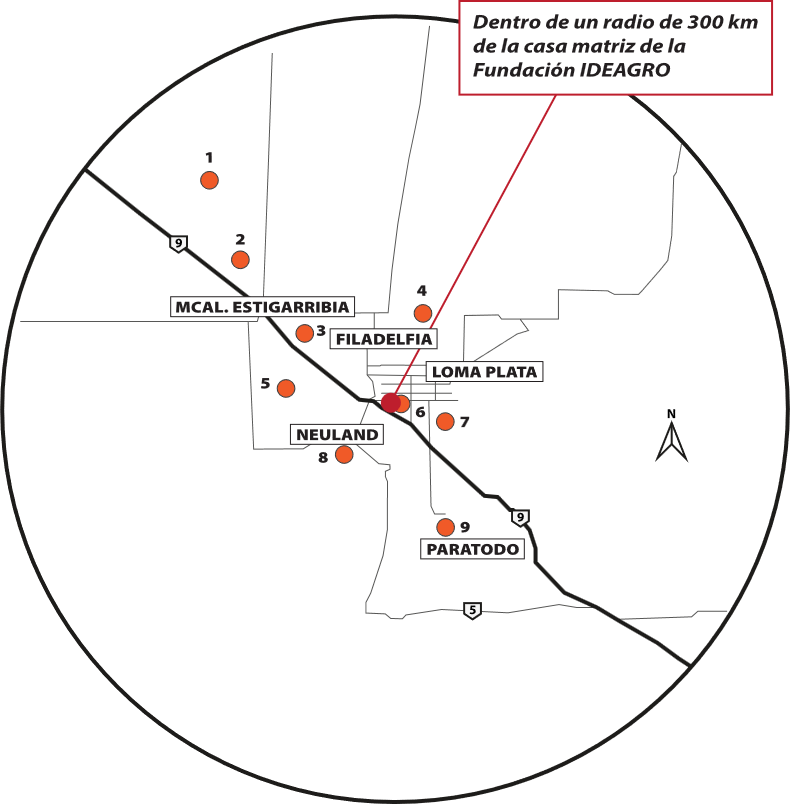 Dentro de un radio de 300 km
de la casa matriz de la
Fundación IDEAGRO
1
9
2
4
MCAL. ESTIGARRIBIA
3
FILADELFIA
LOMA PLATA
5
6
7
N
NEULAND
8
9
9
PARATODO
5